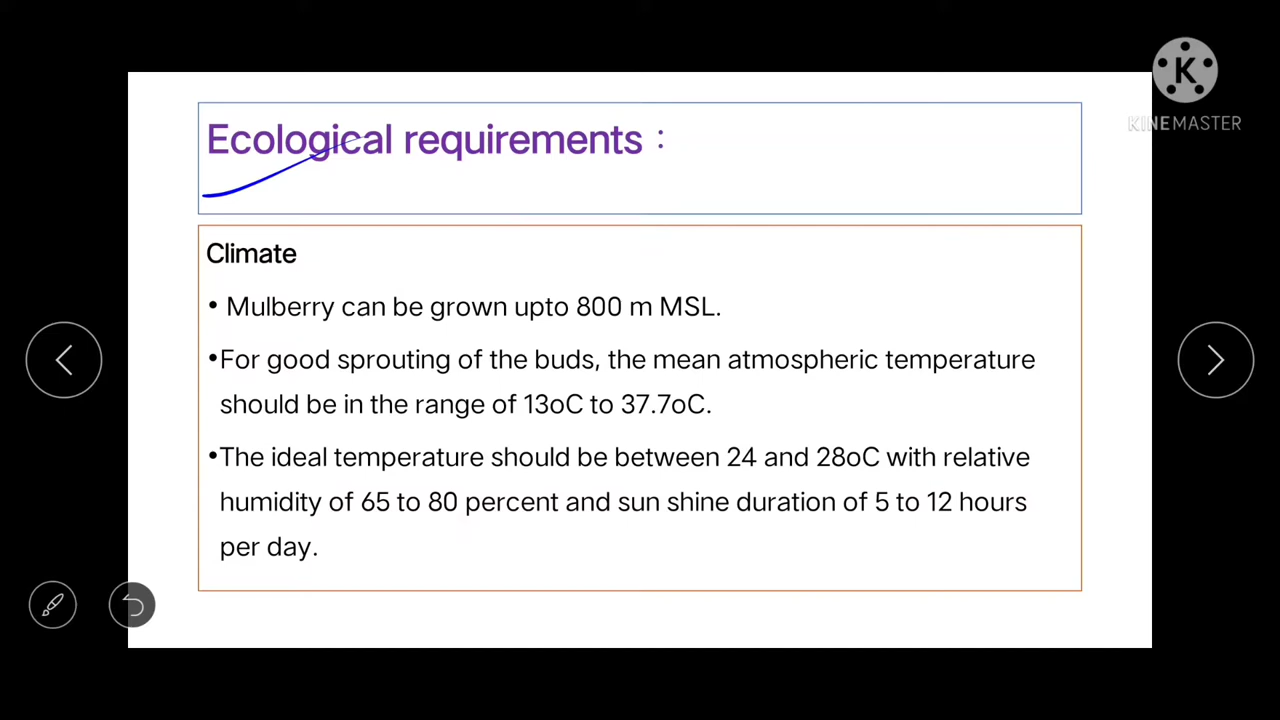 K
KINEMASTER
Ecological requirements :
Climate
• Mulberry can be grown upto 800 m MSL.
•For good sprouting of the buds, the mean atmospheric temperature
should be in the range of 13oC to 37.7oC.
•The ideal temperature should be between 24 and 28oC with relative
humidity of 65 to 80 percent and sun shine duration of 5 to 12 hours
per day.